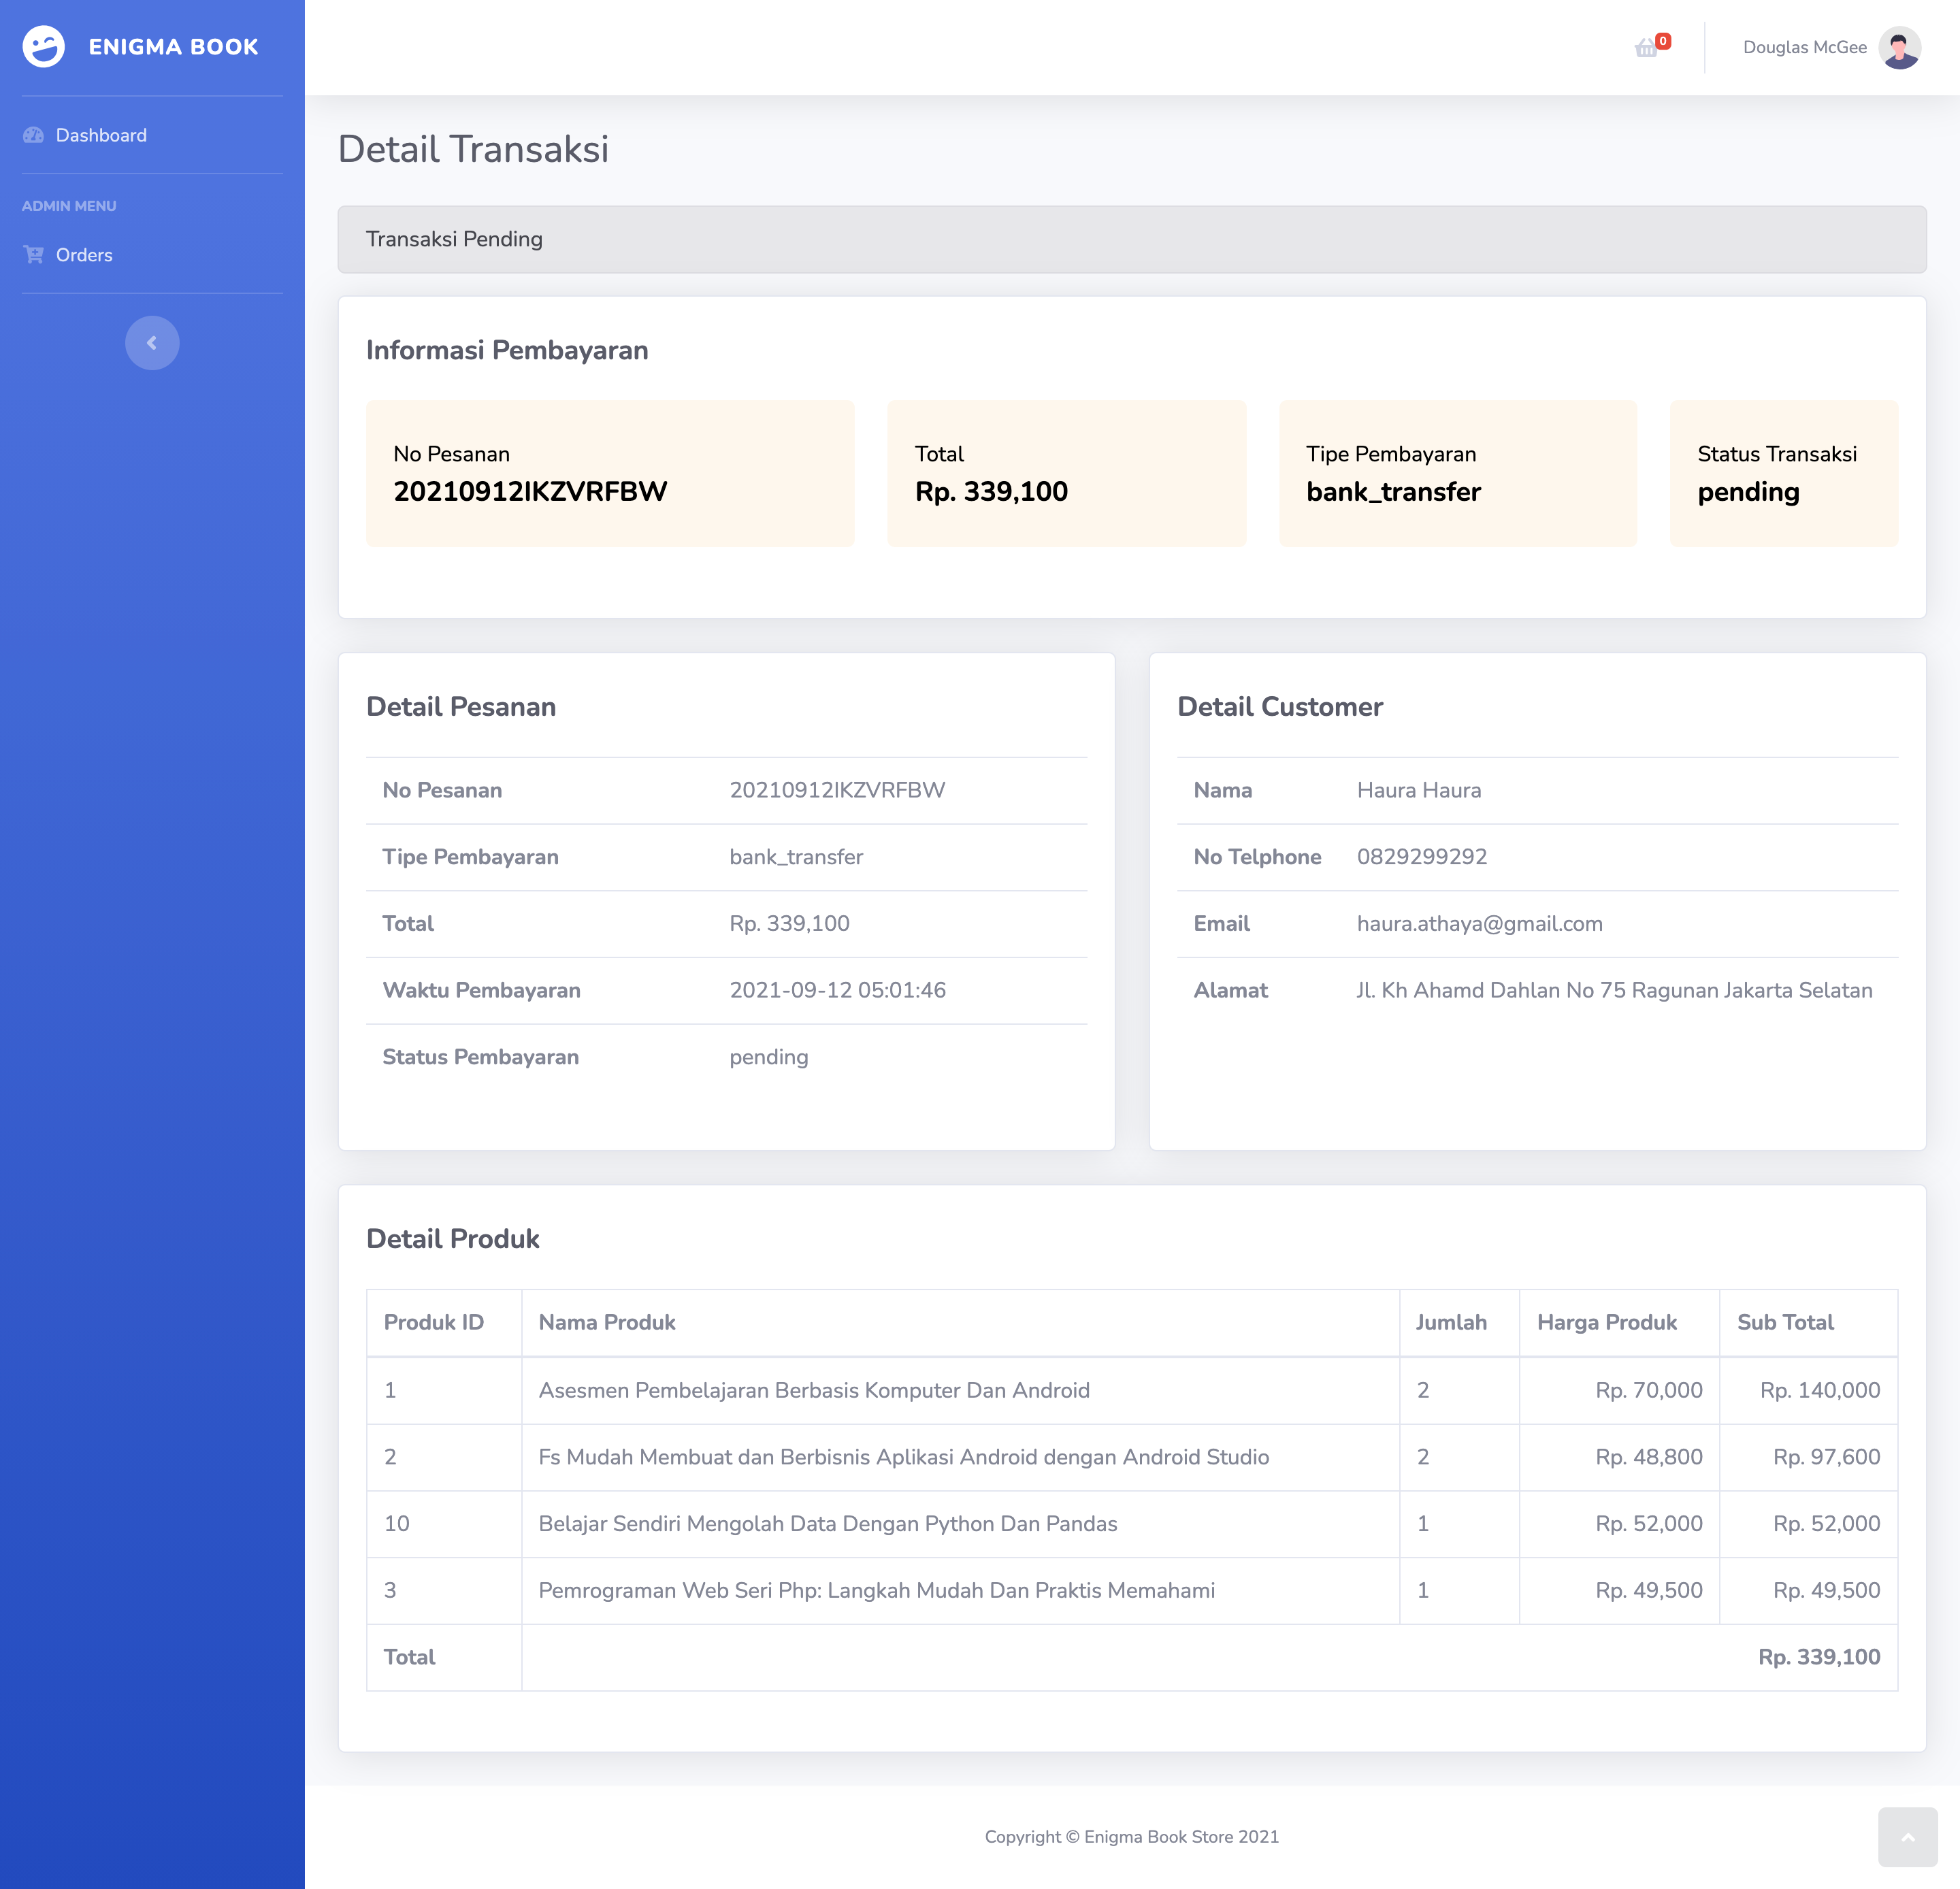 ENIGMA BOOK
0
Douglas McGee
Dashboard
ADMIN MENU
Orders
Detail Transaksi
Transaksi Pending
Informasi Pembayaran
No Pesanan
20210912IKZVRFBW
Total
Rp. 339,100
Tipe Pembayaran
bank_transfer
Status Transaksi
pending
Detail Pesanan
No Pesanan 20210912IKZVRFBW
Tipe Pembayaran bank_transfer
Total Rp. 339,100
Waktu Pembayaran 2021-09-12 05:01:46
Status Pembayaran pending
Detail Customer
Nama Haura Haura
No Telphone 0829299292
Email haura.athaya@gmail.com
Alamat Jl. Kh Ahamd Dahlan No 75 Ragunan Jakarta Selatan
Detail Produk
Produk ID Nama Produk Jumlah Harga Produk Sub Total
1 Asesmen Pembelajaran Berbasis Komputer Dan Android 2 Rp. 70,000 Rp. 140,000
2 Fs Mudah Membuat dan Berbisnis Aplikasi Android dengan Android Studio 2 Rp. 48,800 Rp. 97,600
10 Belajar Sendiri Mengolah Data Dengan Python Dan Pandas 1 Rp. 52,000 Rp. 52,000
3 Pemrograman Web Seri Php: Langkah Mudah Dan Praktis Memahami 1 Rp. 49,500 Rp. 49,500
Total Rp. 339,100
Copyright © Enigma Book Store 2021